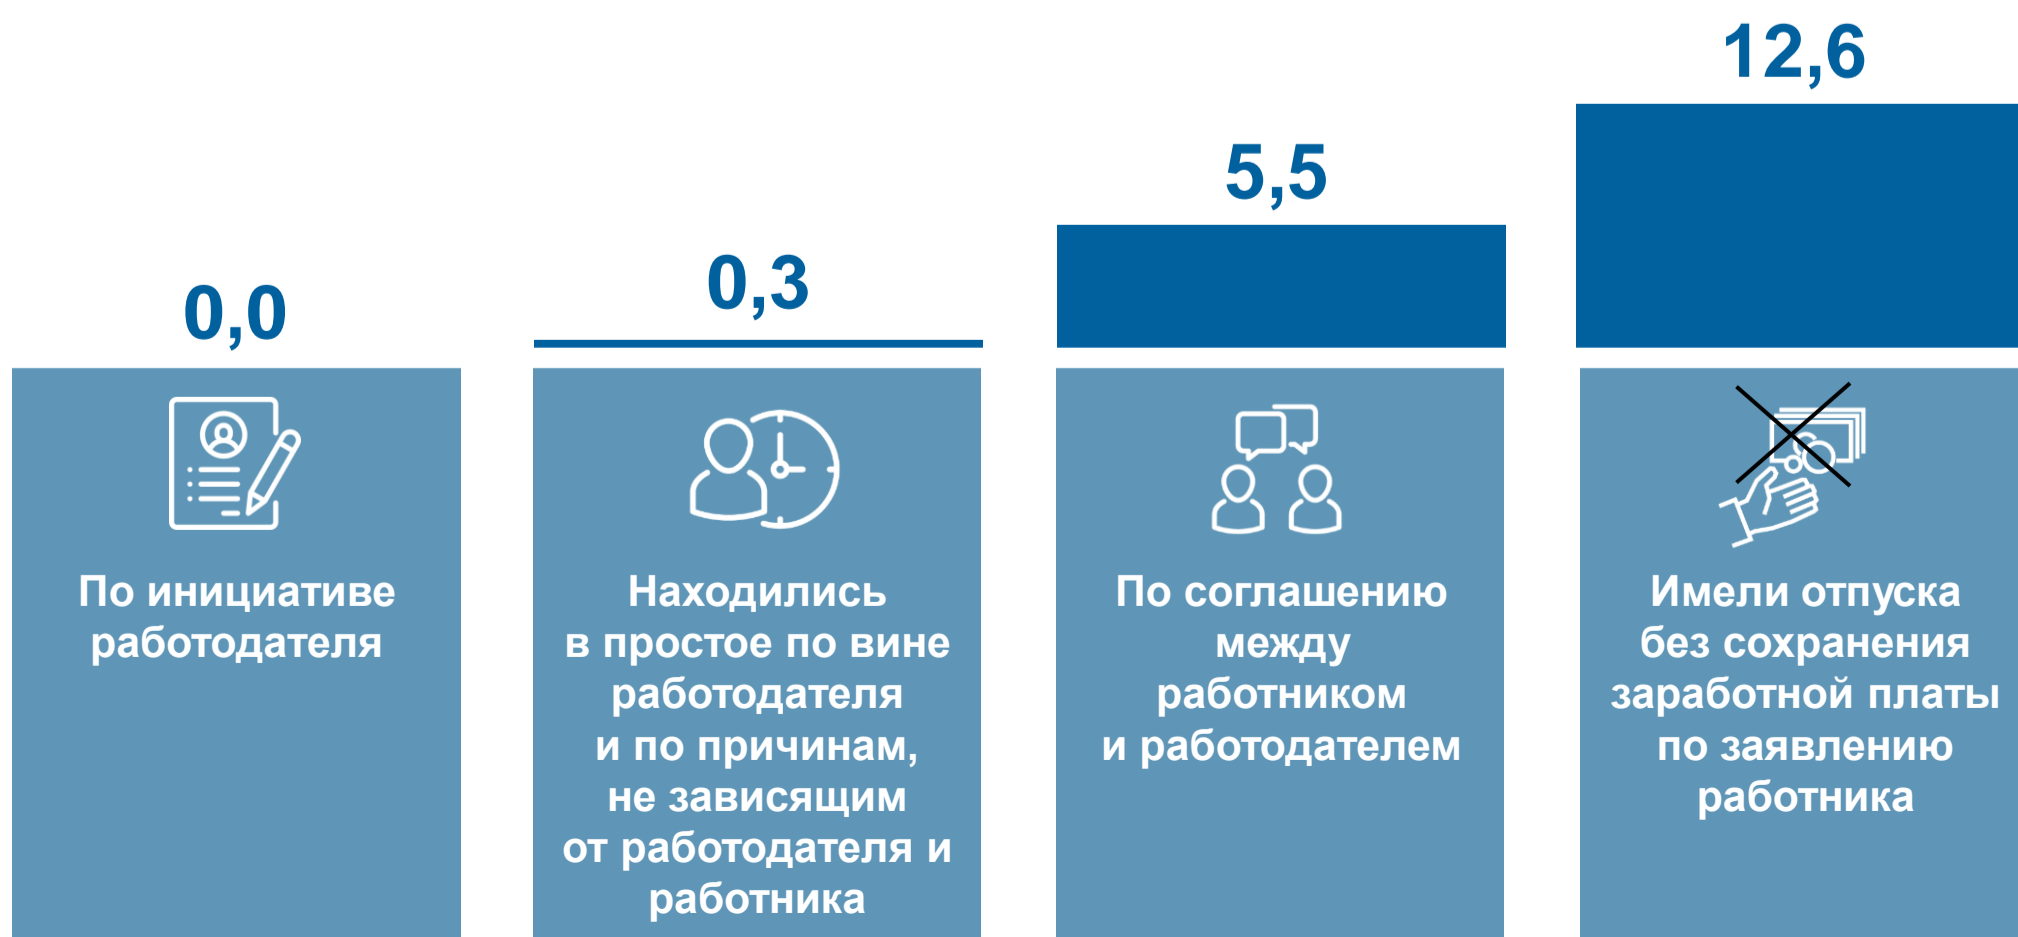 0,0
По инициативе
работодателя
0,3
Находились
в простое по вине
работодателя
и по причинам,
не зависящим
от работодателя и
работника
5,5
По соглашению
между
работником
и работодателем
12,6
Имели отпуска
без сохранения
заработной платы
по заявлению
работника